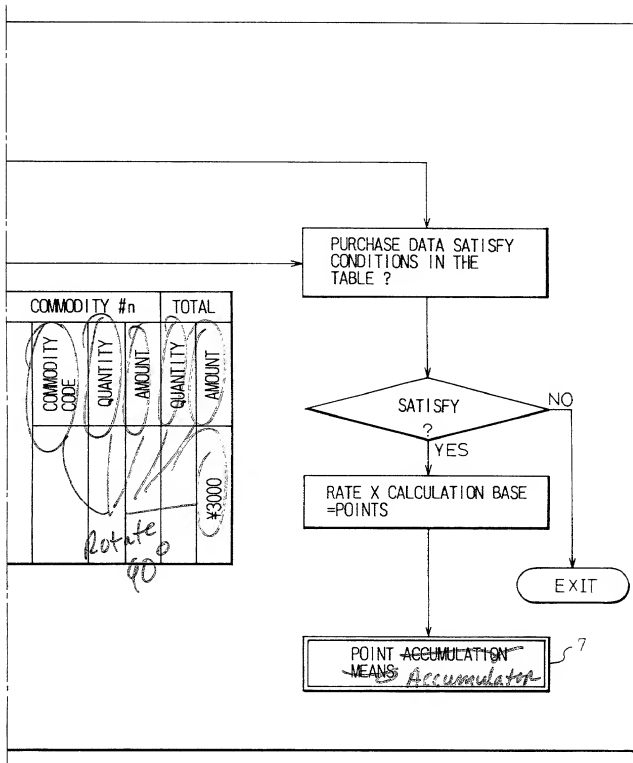 PURCHASE DATA SATISFY
CONDITIONS IN THE
TABLE ?
COMMODITY #n TOTAL
COMMODITY
CODE
QUANTITY
AMOUNT
QUANTITY
AMOUNT
¥3000
Rotate
90°
SATISFY
?
NO
YES
RATE X CALCULATION BASE
=POINTS
EXIT
POINT ACCUMULATION
MEANS Accumulator
7